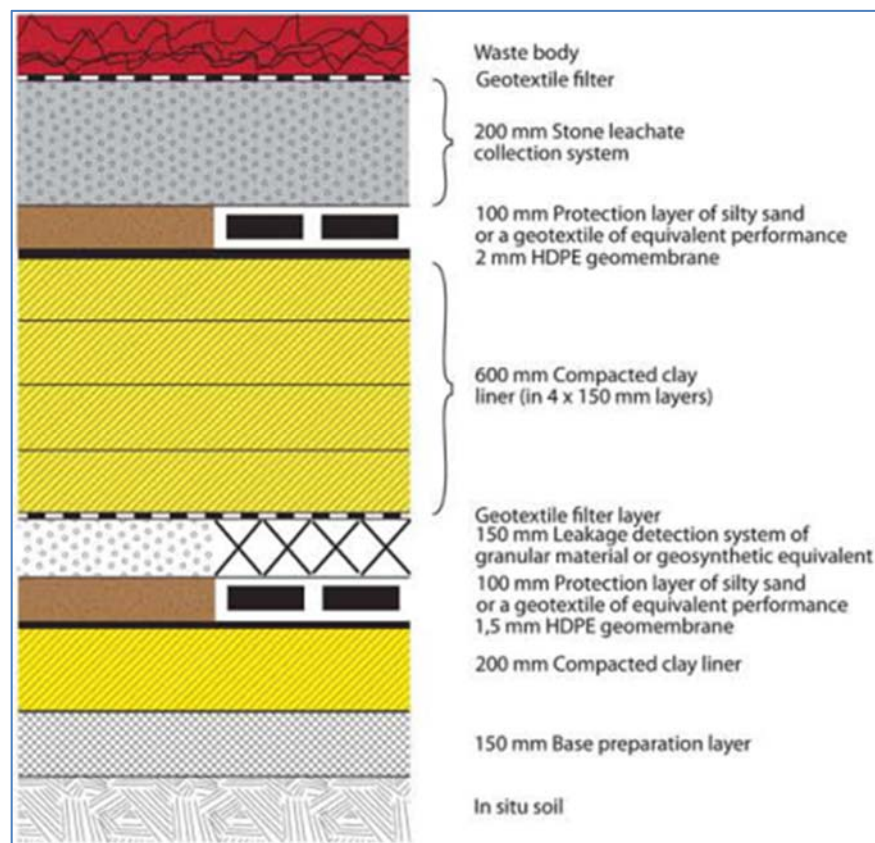 Waste body
Geotextile filter
200 mm Stone leachate
collection system
100 mm Protection layer of silty sand
or a geotextile of equivalent performance
2 mm HDPE geomembrane
600 mm Compacted clay
liner (in 4 x 150 mm layers)
Geotextile filter layer
150 mm Leakage detection system of
granular material or geosynthetic equivalent
100 mm Protection layer of silty sand
or a geotextile of equivalent performance
1,5 mm HDPE geomembrane
200 mm Compacted clay liner
150 mm Base preparation layer
In situ soil